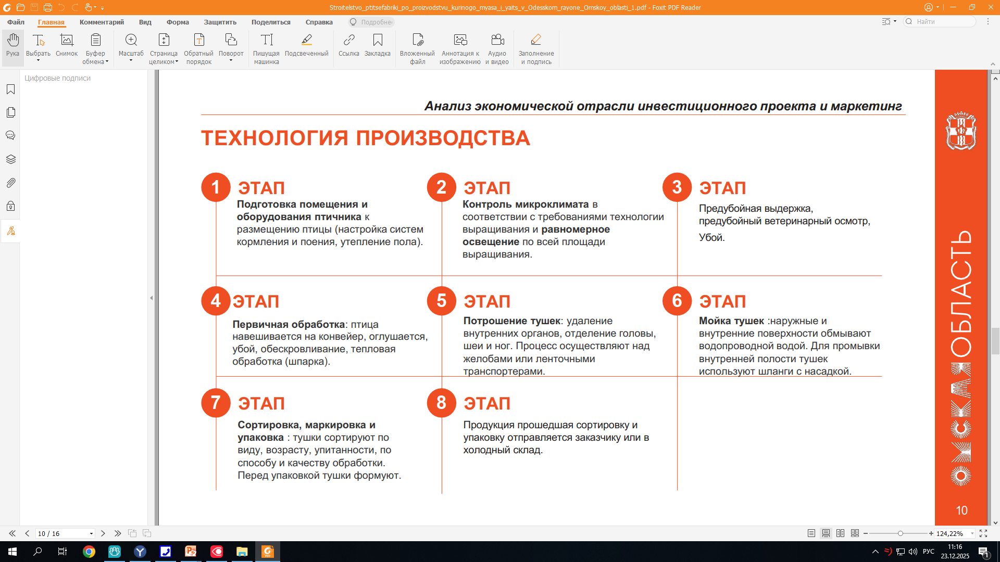 Stroitelstvo_ptitsefabriki_po_proizvodstvu_kurinogo_myasa_i_yaits_v_Odesskom_rayone_Omskoy_oblasti_1.pdf - Foxit PDF Reader
Файл Главная Комментарий Вид Форма Защитить Поделиться Справка Подробне Найти
Рука
Выбрать
Снимок
Буфер
обмена
Масштаб
Страница
целиком
Обратный
порядок
Поворот
Пишущая
машинка
Подсвеченный
Ссылка
Закладка
Вложенный
файл
Аннотация к
изображению
Аудио
и видео
Заполнение
и подпись
Цифровые подписи
Анализ экономической отрасли инвестиционного проекта и маркетинг
ТЕХНОЛОГИЯ ПРОИЗВОДСТВА
1 ЭТАП
Подготовка помещения и
оборудования птичника к
размещению птицы (настройка систем
кормления и поения, утепление пола).
2 ЭТАП
Контроль микроклимата в
соответствии с требованиями технологии
выращивания и равномерное
освещение по всей площади
выращивания.
3 ЭТАП
Предубойная выдержка,
предубойный ветеринарный осмотр,
Убой.
4 ЭТАП
Первичная обработка: птица
навешивается на конвейер, оглушается,
убой, обескровливание, тепловая
обработка (шпарка).
5 ЭТАП
Потрошение тушек: удаление
внутренних органов, отделение головы,
шеи и ног. Процесс осуществляют над
желобами или ленточными
транспортерами.
6 ЭТАП
Мойка тушек :наружные и
внутренние поверхности обмывают
водопроводной водой. Для промывки
внутренней полости тушек
используют шланги с насадкой.
7 ЭТАП
Сортировка, маркировка и
упаковка : тушки сортируют по
виду, возрасту, упитанности, по
способу и качеству обработки.
Перед упаковкой тушки формуют.
8 ЭТАП
Продукция прошедшая сортировку и
упаковку отправляется заказчику или в
холодный склад.
ОМСКАЯ ОБЛАСТЬ
10
10 / 16
124,22%
РУС
11:16
23.12.2025
1